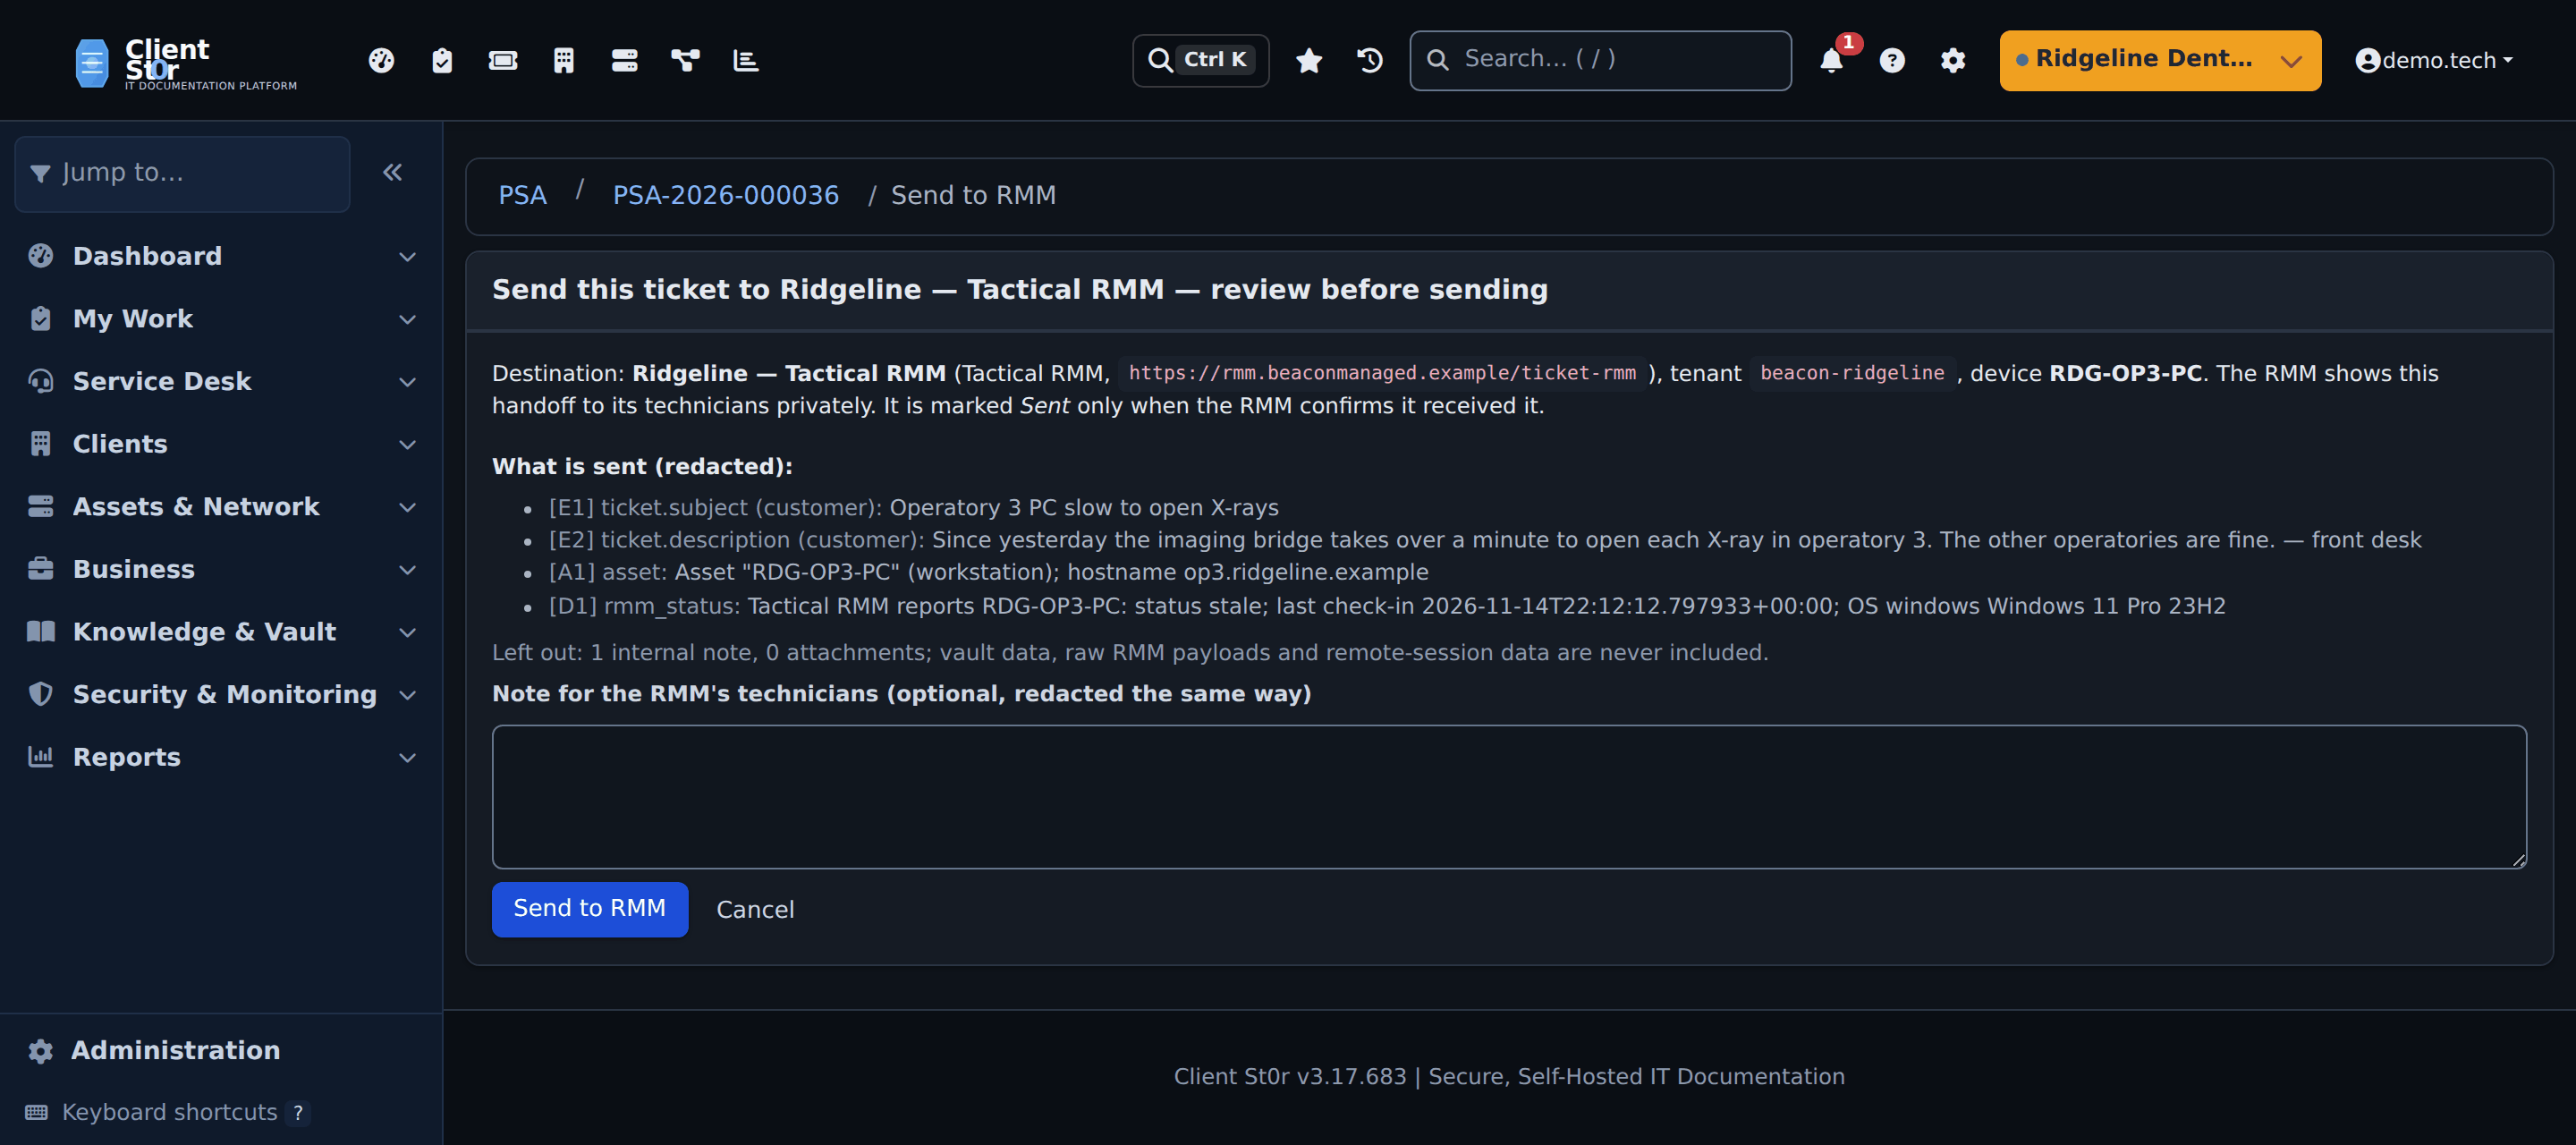 Client
St0r
IT DOCUMENTATION PLATFORM
Ctrl K
Search... ( / )
1
Ridgeline Dent...
demo.tech
Jump to...
Dashboard
My Work
Service Desk
Clients
Assets & Network
Business
Knowledge & Vault
Security & Monitoring
Reports
Administration
Keyboard shortcuts ?
PSA / PSA-2026-000036 / Send to RMM
Send this ticket to Ridgeline — Tactical RMM — review before sending
Destination: Ridgeline — Tactical RMM (Tactical RMM, https://rmm.beaconmanaged.example/ticket-rmm), tenant beacon-ridgeline, device RDG-OP3-PC. The RMM shows this
handoff to its technicians privately. It is marked Sent only when the RMM confirms it received it.
What is sent (redacted):
• [E1] ticket.subject (customer): Operatory 3 PC slow to open X-rays
• [E2] ticket.description (customer): Since yesterday the imaging bridge takes over a minute to open each X-ray in operatory 3. The other operatories are fine. — front desk
• [A1] asset: Asset "RDG-OP3-PC" (workstation); hostname op3.ridgeline.example
• [D1] rmm_status: Tactical RMM reports RDG-OP3-PC: status stale; last check-in 2026-11-14T22:12:12.797933+00:00; OS windows Windows 11 Pro 23H2
Left out: 1 internal note, 0 attachments; vault data, raw RMM payloads and remote-session data are never included.
Note for the RMM's technicians (optional, redacted the same way)
Send to RMM
Cancel
Client St0r v3.17.683 | Secure, Self-Hosted IT Documentation